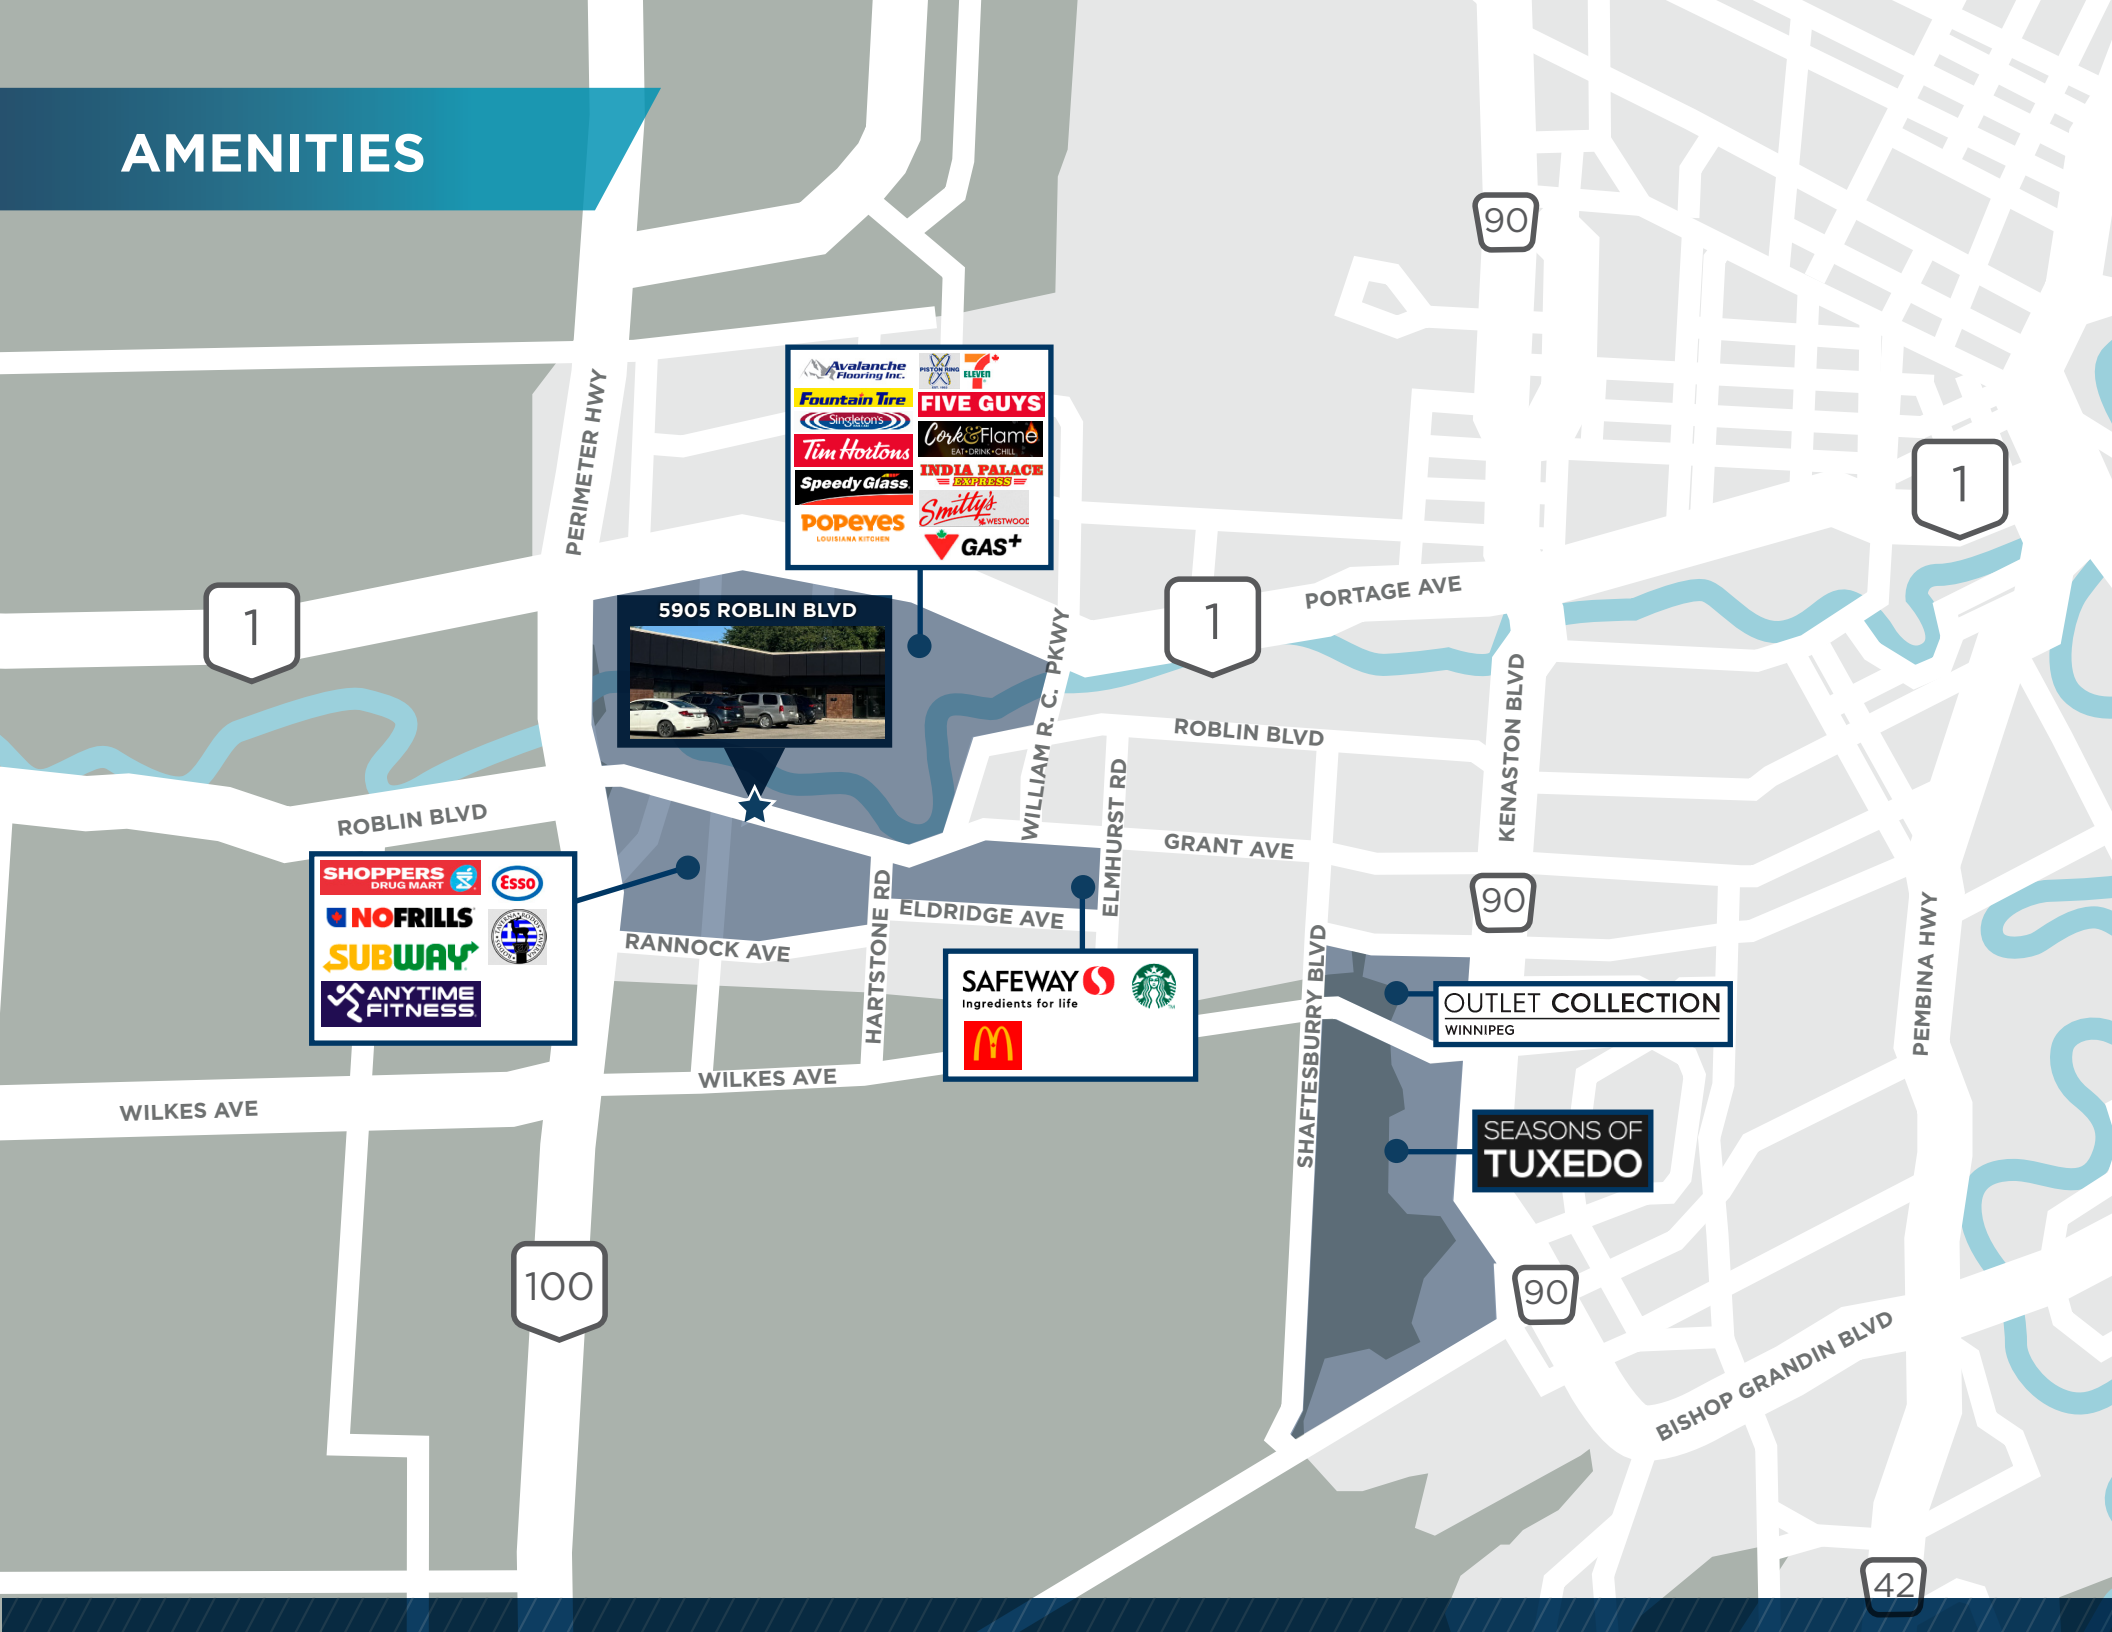 AMENITIES
90
Avalanche
Flooring Inc.
PISTON RING
7
ELEVEN
Fountain Tire
FIVE GUYS
Singleton's
Cork&Flame
EAT•DRINK•CHILL
Tim Hortons
INDIA PALACE
EXPRESS
Speedy Glass
Smitty's
WESTWOOD
POPEYES
LOUISIANA KITCHEN
GAS+
PERIMETER HWY
1
1
1
PORTAGE AVE
5905 ROBLIN BLVD
WILLIAM R. C. PKWY
ROBLIN BLVD
KENASTON BLVD
ROBLIN BLVD
ELMHURST RD
GRANT AVE
SHOPPERS
DRUG MART
Esso
NOFRILLS
SUBWAY
ANYTIME
FITNESS
HARTSTONE RD
ELDRIDGE AVE
RANNOCK AVE
90
PEMBINA HWY
SHAFTESBURRY BLVD
SAFEWAY
Ingredients for life
OUTLET COLLECTION
WINNIPEG
WILKES AVE
WILKES AVE
SEASONS OF
TUXEDO
100
90
BISHOP GRANDIN BLVD
42